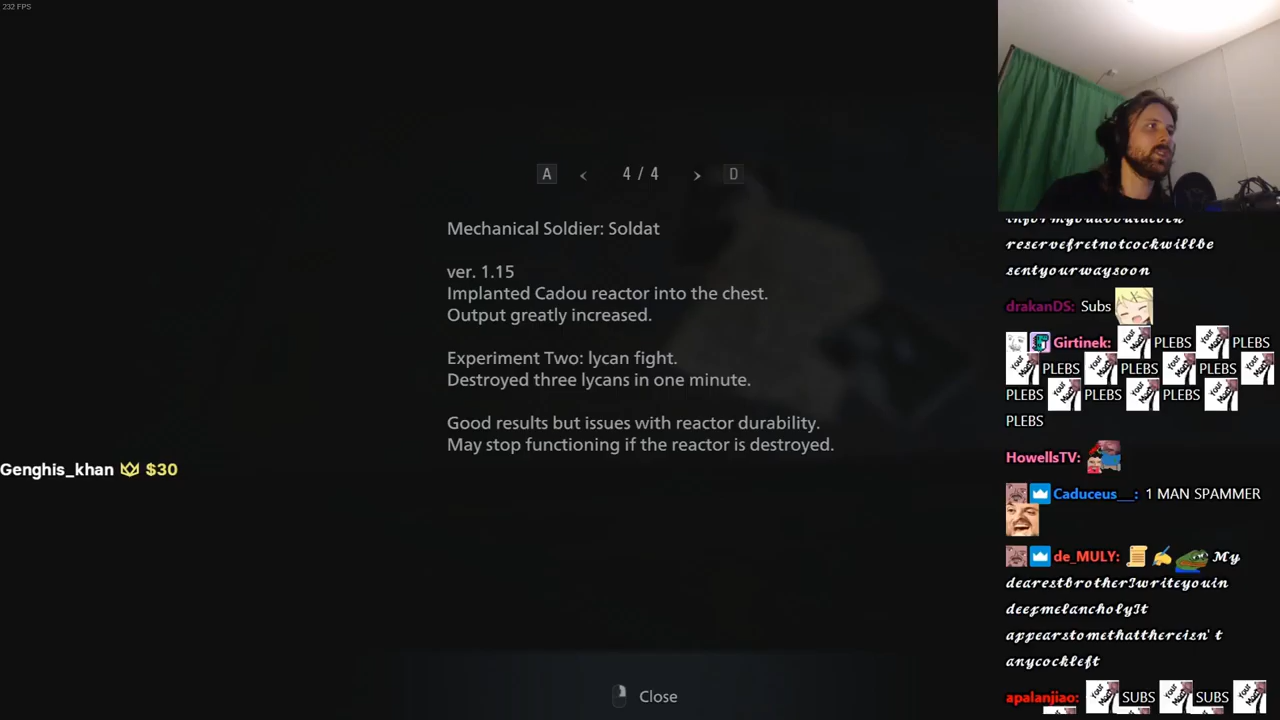 232 FPS
A < 4 / 4 > D
Mechanical Soldier: Soldat
ver. 1.15
Implanted Cadou reactor into the chest.
Output greatly increased.
Experiment Two: lycan fight.
Destroyed three lycans in one minute.
Good results but issues with reactor durability.
May stop functioning if the reactor is destroyed.
Close
Genghis_khan $30
reservefretnotcockwillbe
sentyourwaysoon
drakanDS: Subs
Girtinek: PLEBS PLEBS
PLEBS PLEBS PLEBS
PLEBS PLEBS PLEBS
PLEBS
HowellsTV:
Caduceus__: 1 MAN SPAMMER
de_MULY: My
dearestbrotherIwriteyouin
deepmelancholyIt
appearstomethatthereisn't
anycockleft
apalanjiao: SUBS SUBS